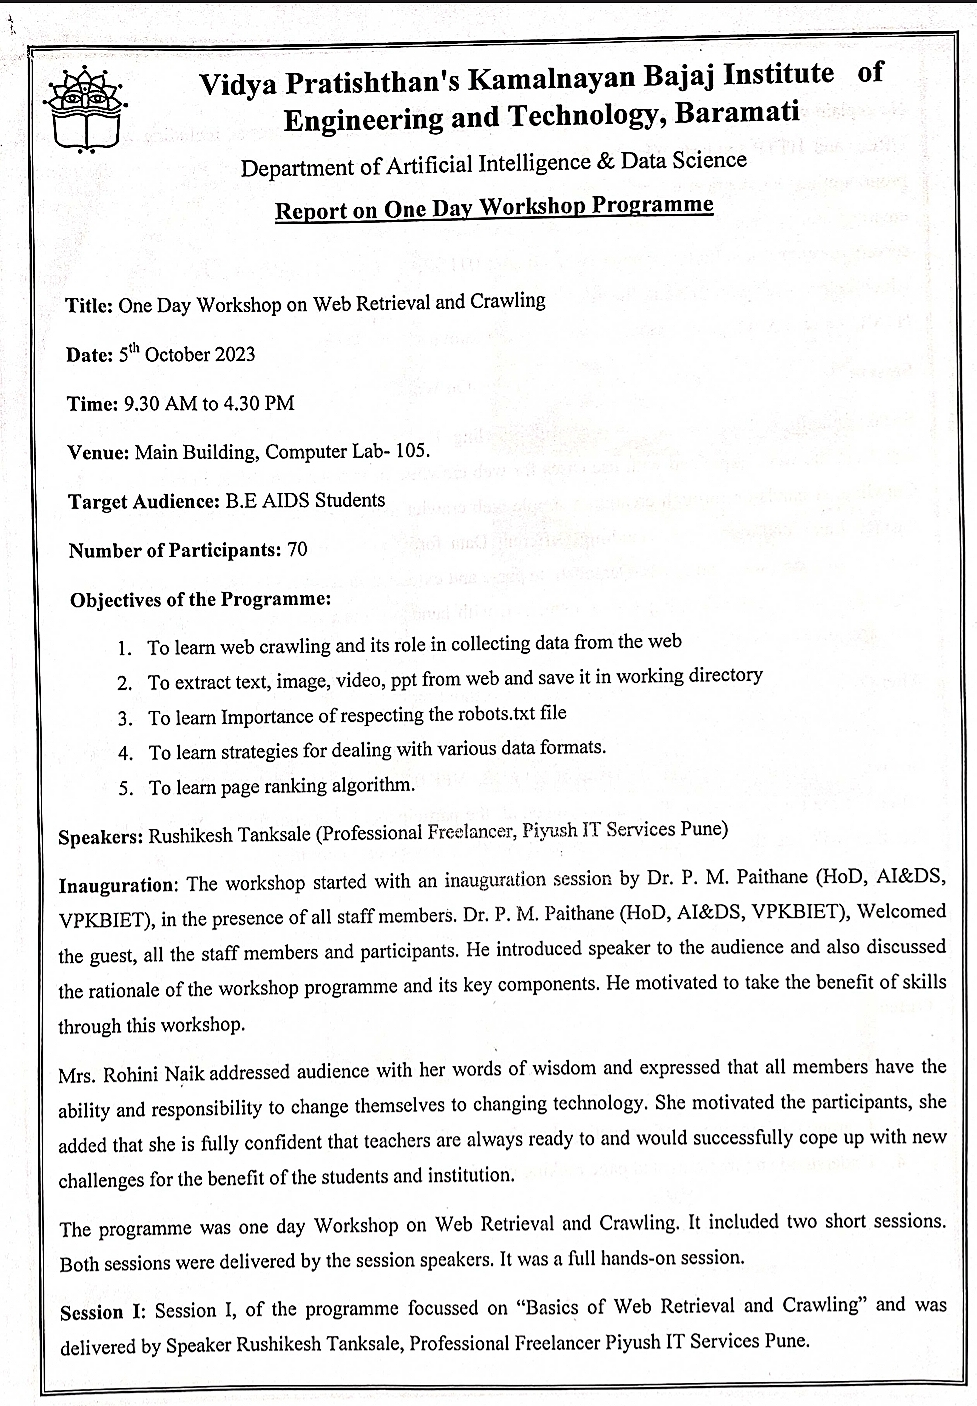 Vidya Pratishthan's Kamalnayan Bajaj Institute of
Engineering and Technology, Baramati
Department of Artificial Intelligence & Data Science
Report on One Day Workshop Programme
Title: One Day Workshop on Web Retrieval and Crawling
Date: 5th October 2023
Time: 9.30 AM to 4.30 PM
Venue: Main Building, Computer Lab- 105.
Target Audience: B.E AIDS Students
Number of Participants: 70
Objectives of the Programme:
1. To learn web crawling and its role in collecting data from the web
2. To extract text, image, video, ppt from web and save it in working directory
3. To learn Importance of respecting the robots.txt file
4. To learn strategies for dealing with various data formats.
5. To learn page ranking algorithm.
Speakers: Rushikesh Tanksale (Professional Freelancer, Piyush IT Services Pune)
Inauguration: The workshop started with an inauguration session by Dr. P. M. Paithane (HoD, AI&DS,
VPKBIET), in the presence of all staff members. Dr. P. M. Paithane (HoD, AI&DS, VPKBIET), Welcomed
the guest, all the staff members and participants. He introduced speaker to the audience and also discussed
the rationale of the workshop programme and its key components. He motivated to take the benefit of skills
through this workshop.
Mrs. Rohini Naik addressed audience with her words of wisdom and expressed that all members have the
ability and responsibility to change themselves to changing technology. She motivated the participants, she
added that she is fully confident that teachers are always ready to and would successfully cope up with new
challenges for the benefit of the students and institution.
The programme was one day Workshop on Web Retrieval and Crawling. It included two short sessions.
Both sessions were delivered by the session speakers. It was a full hands-on session.
Session I: Session I, of the programme focussed on “Basics of Web Retrieval and Crawling” and was
delivered by Speaker Rushikesh Tanksale, Professional Freelancer Piyush IT Services Pune.